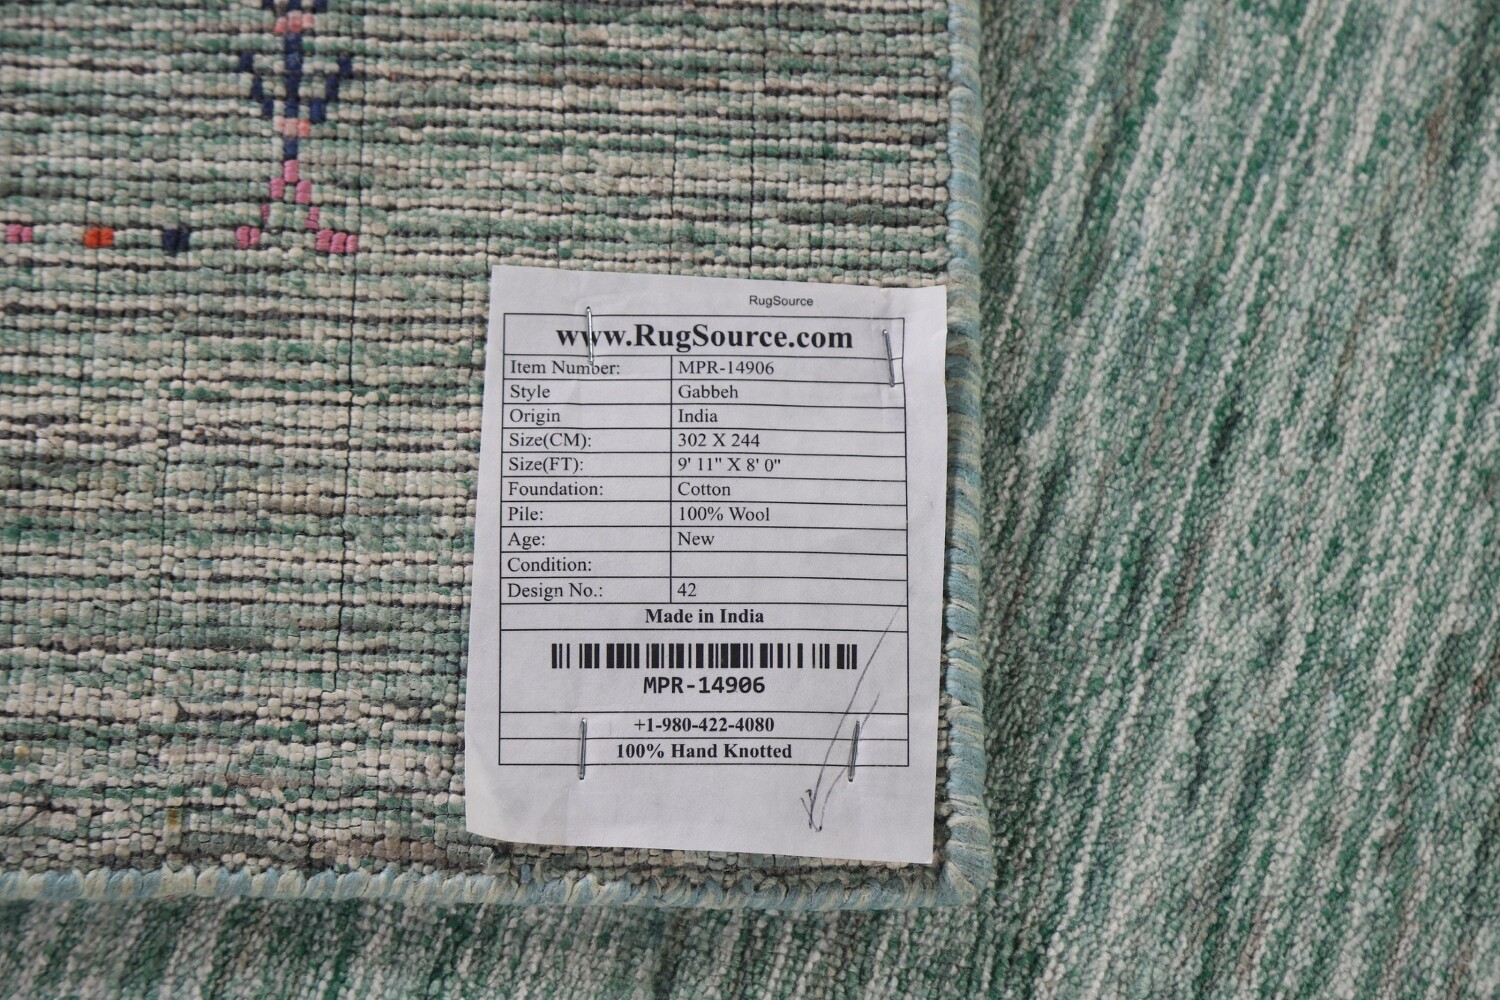 RugSource
www.RugSource.com
Item Number: MPR-14906
Style Gabbeh
Origin India
Size(CM): 302 X 244
Size(FT): 9' 11" X 8' 0"
Foundation: Cotton
Pile: 100% Wool
Age: New
Condition:
Design No.: 42
Made in India
MPR-14906
+1-980-422-4080
100% Hand Knotted